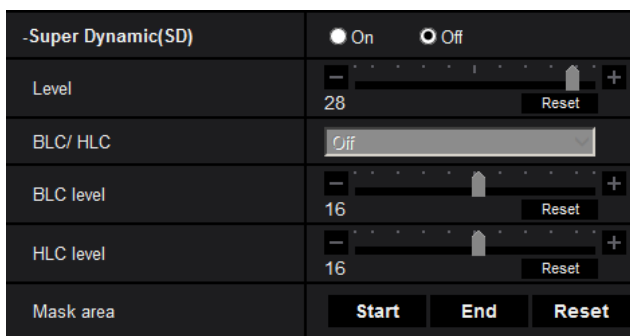 -Super Dynamic(SD) On Off
Level - +
28 Reset
BLC/ HLC Off
BLC level - +
16 Reset
HLC level - +
16 Reset
Mask area Start End Reset